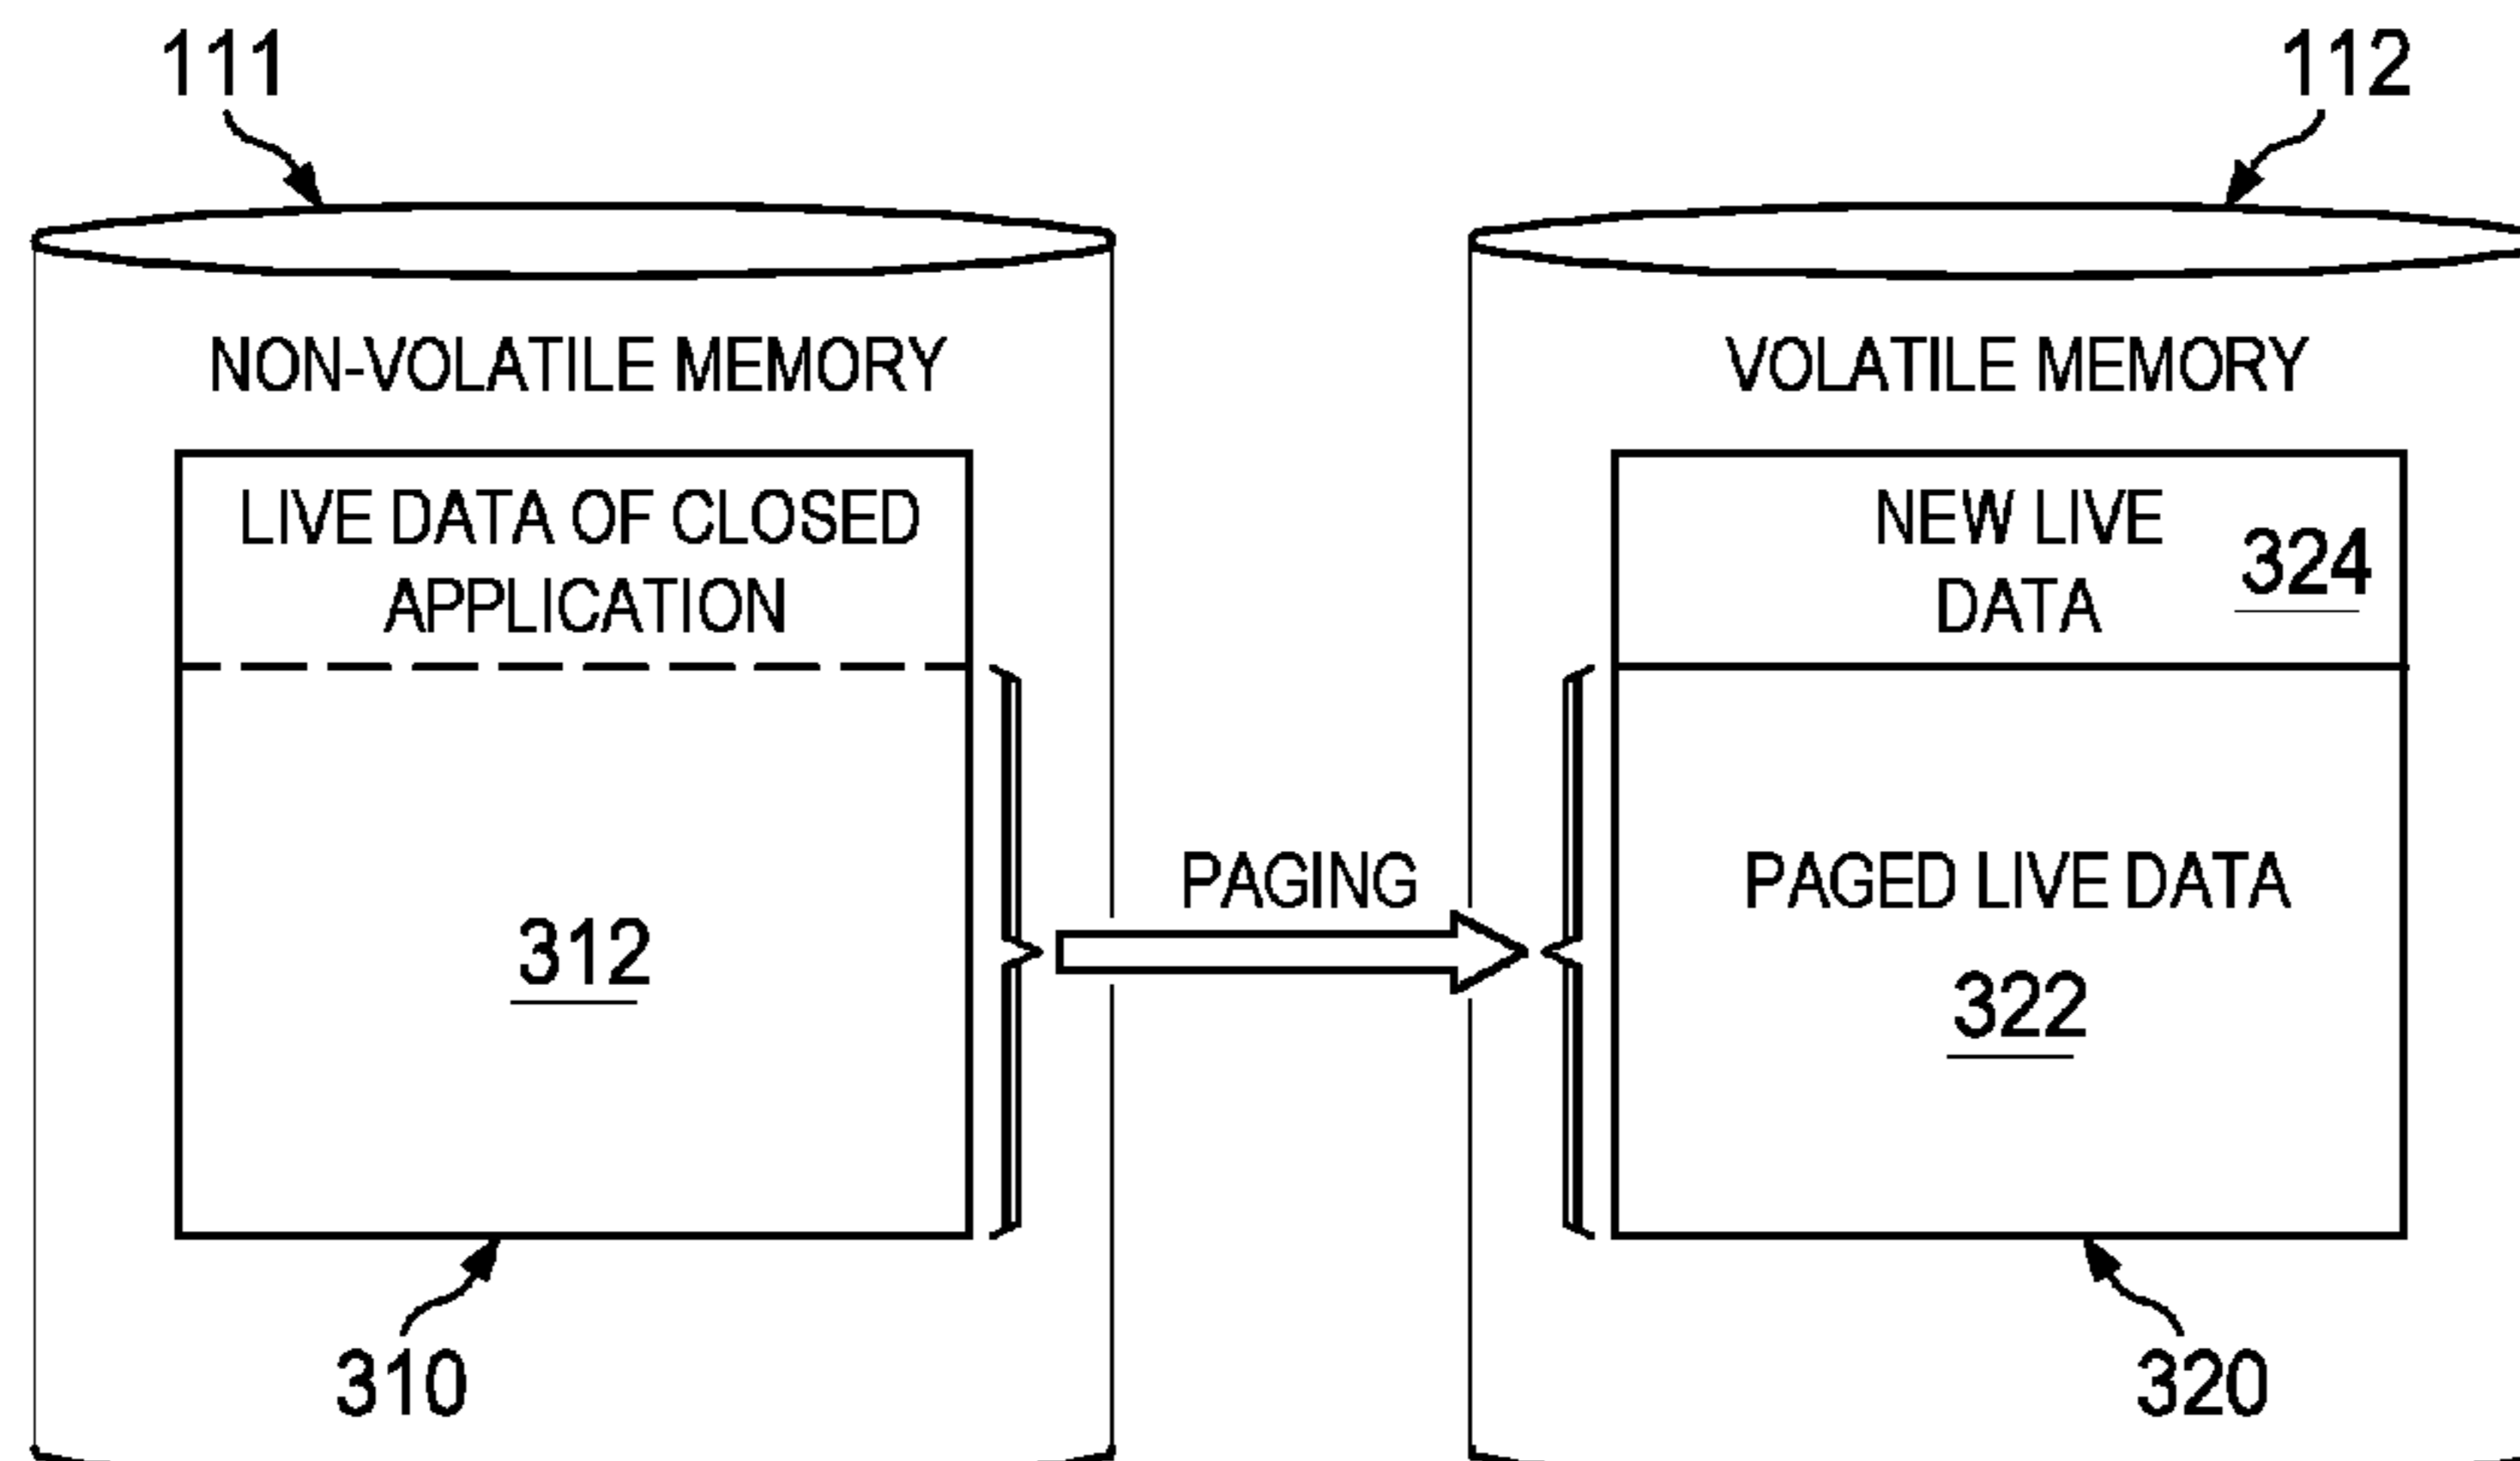 111
112
NON-VOLATILE MEMORY
VOLATILE MEMORY
LIVE DATA OF CLOSED
APPLICATION
312
310
PAGING
NEW LIVE
DATA
324
PAGED LIVE DATA
322
320